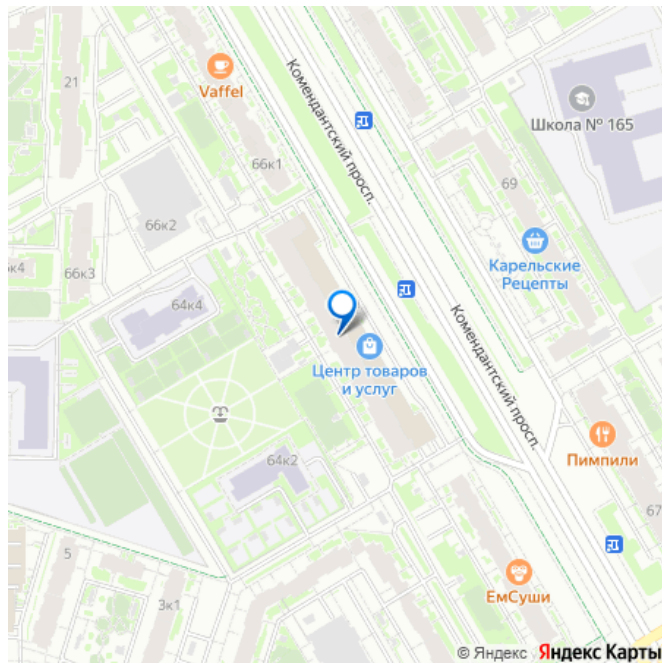 21
Vaffel
Комендантский просп.
Школа № 165
66к1
69
66к2
Карельские
Рецепты
к4
66к3
64к4
Комендантский просп.
Центр товаров
и услуг
Пимпили
64к2
67
5
ЕмСуши
3к1
© Яндекс Яндекс Карты